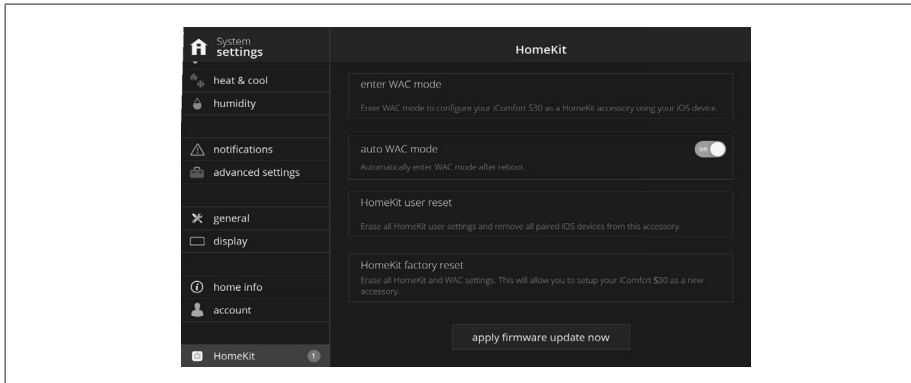 System
settings
heat & cool
humidity
notifications
advanced settings
general
display
home info
account
HomeKit
1
HomeKit
enter WAC mode
Enter WAC mode to configure your iComfort S30 as a HomeKit accessory using your iOS device.
auto WAC mode
on
Automatically enter WAC mode after reboot.
HomeKit user reset
Erase all HomeKit user settings and remove all paired iOS devices from this accessory.
HomeKit factory reset
Erase all HomeKit and WAC settings. This will allow you to setup your iComfort S30 as a new
accessory.
apply firmware update now